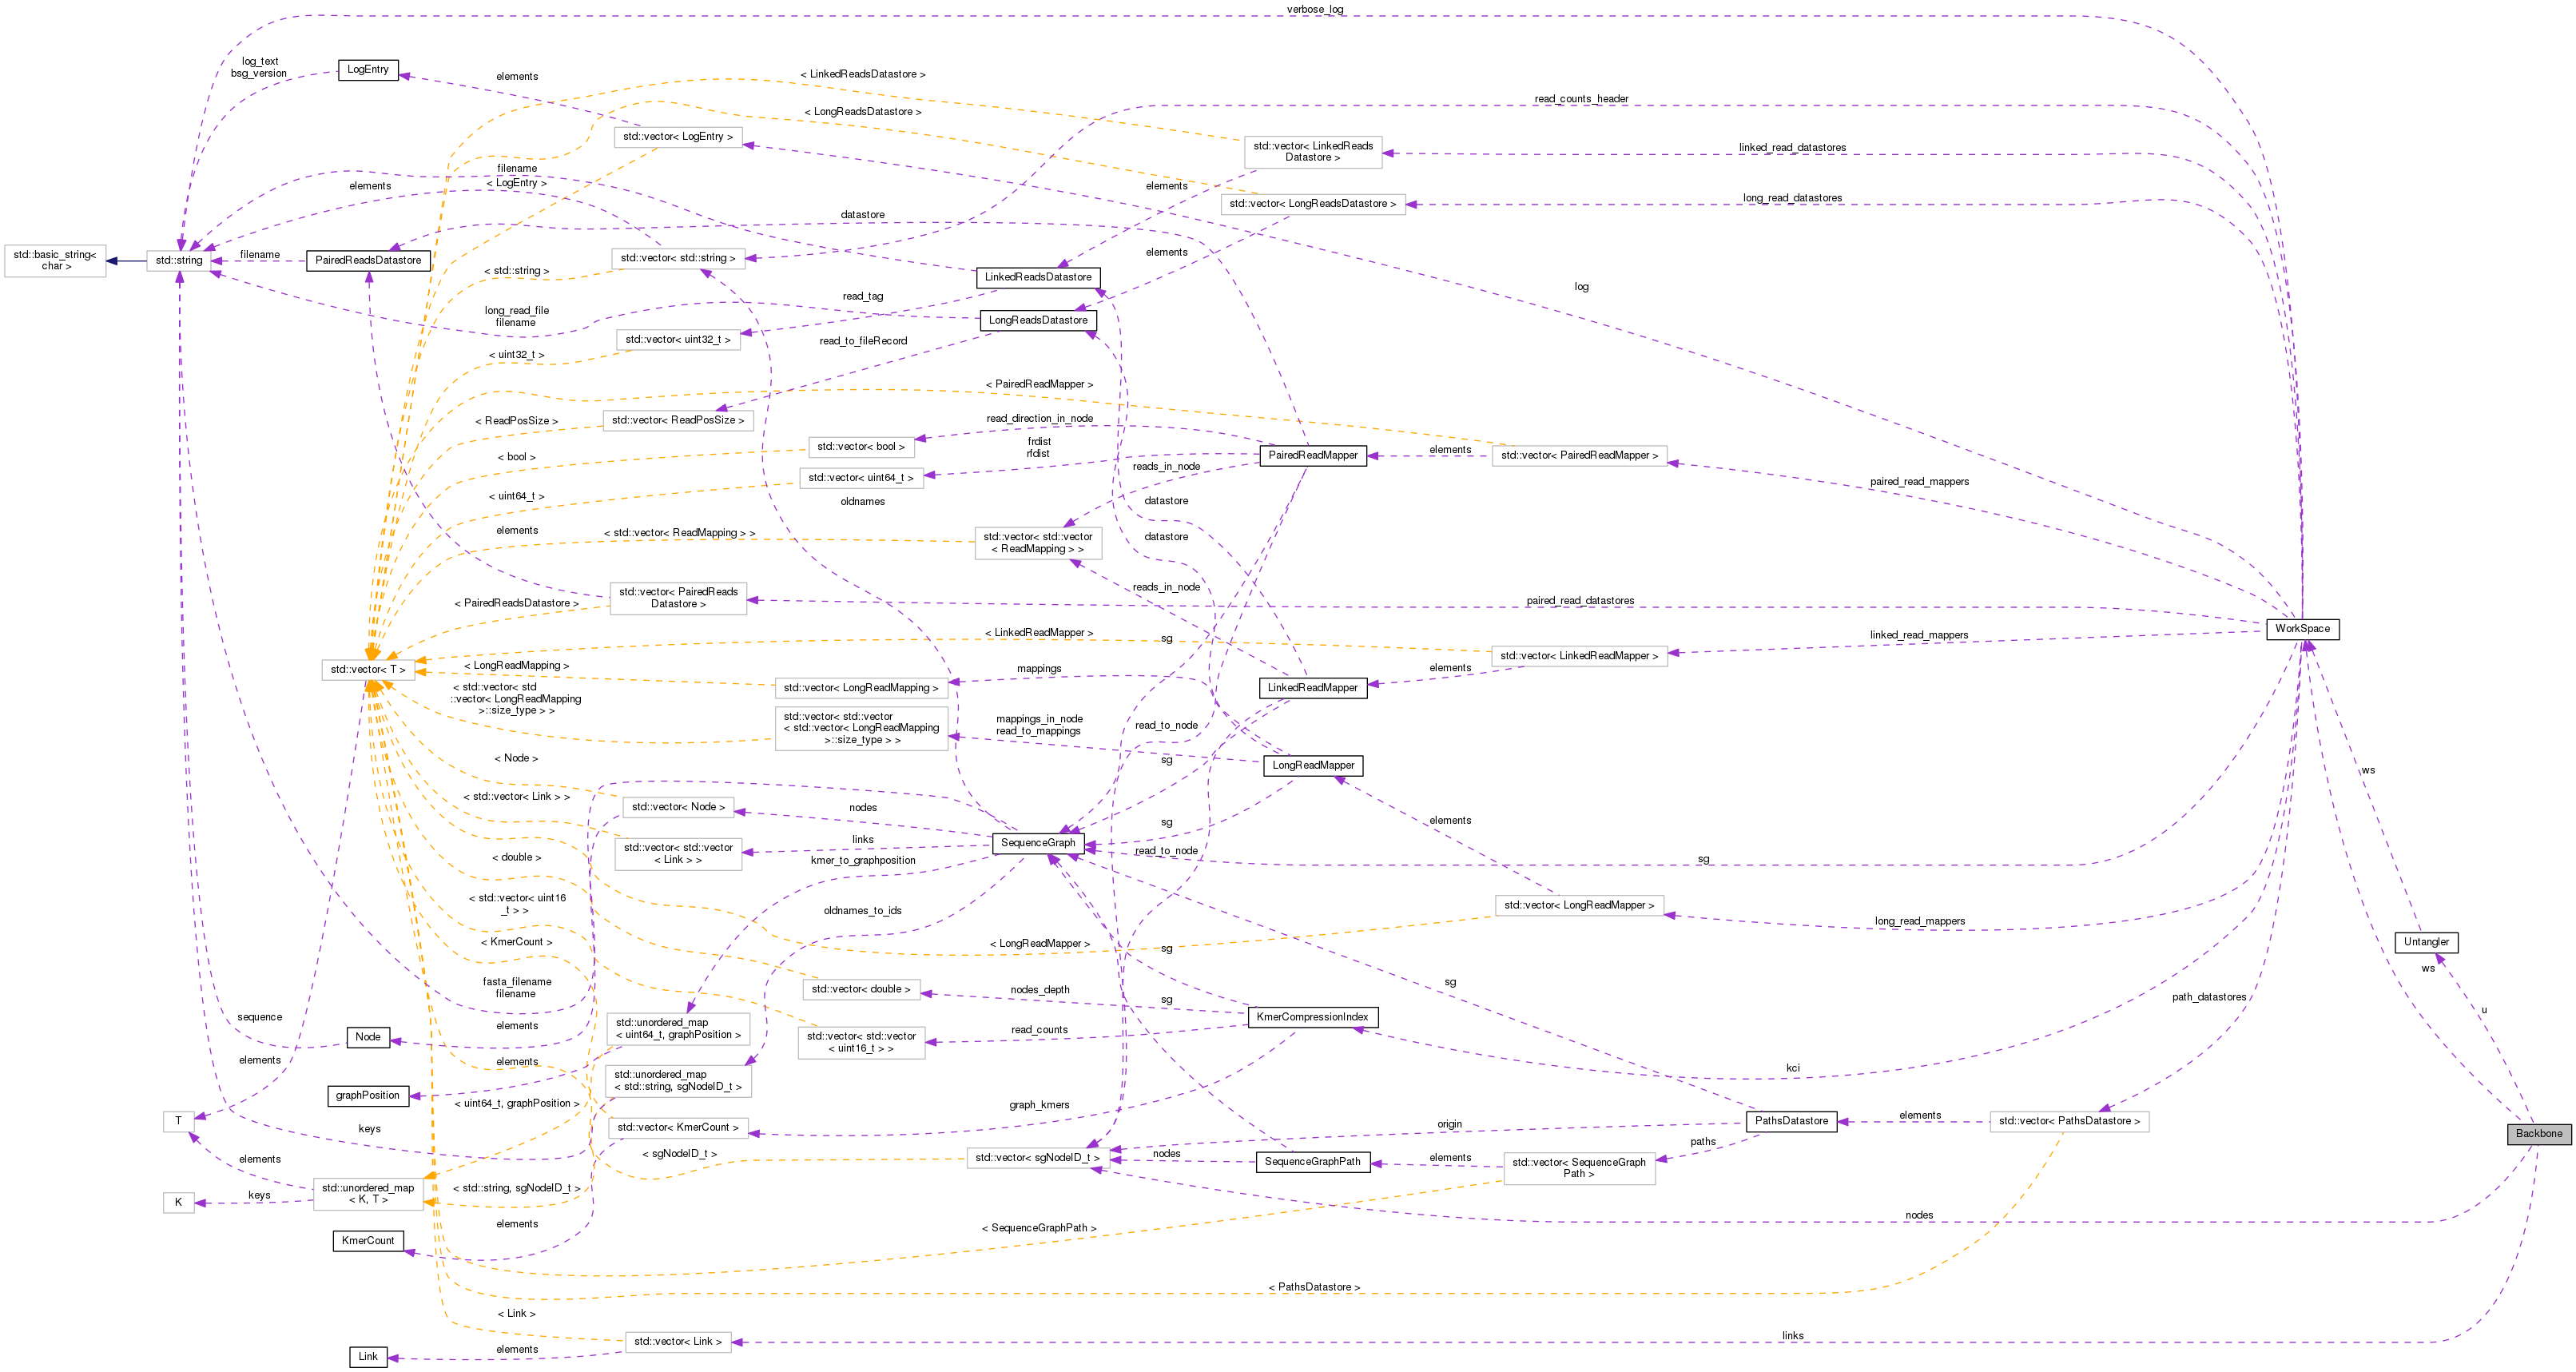 verbose_log
log_text
bsg_version
LogEntry
elements
< LinkedReadsDatastore >
read_counts_header
< LongReadsDatastore >
std::vector< LogEntry >
std::vector< LinkedReads
Datastore >
linked_read_datastores
filename
elements
< LogEntry >
elements
std::vector< LongReadsDatastore >
long_read_datastores
datastore
std::basic_string<
char >
std::string
filename
PairedReadsDatastore
std::vector< std::string >
elements
< std::string >
LinkedReadsDatastore
log
read_tag
long_read_file
filename
LongReadsDatastore
std::vector< uint32_t >
read_to_fileRecord
< uint32_t >
< PairedReadMapper >
< ReadPosSize >
std::vector< ReadPosSize >
read_direction_in_node
std::vector< bool >
frdist
rfdist
PairedReadMapper
elements
std::vector< PairedReadMapper >
< bool >
reads_in_node
std::vector< uint64_t >
paired_read_mappers
< uint64_t >
oldnames
datastore
elements
< std::vector< ReadMapping > >
std::vector< std::vector
< ReadMapping > >
datastore
reads_in_node
std::vector< PairedReads
Datastore >
< PairedReadsDatastore >
paired_read_datastores
WorkSpace
< LinkedReadMapper >
sg
linked_read_mappers
std::vector< LinkedReadMapper >
std::vector< T >
< LongReadMapping >
mappings
elements
std::vector< LongReadMapping >
LinkedReadMapper
< std::vector< std
::vector< LongReadMapping
>::size_type > >
std::vector< std::vector
< std::vector< LongReadMapping
>::size_type > >
mappings_in_node
read_to_mappings
read_to_node
< Node >
sg
LongReadMapper
ws
< std::vector< Link > >
std::vector< Node >
nodes
sg
elements
links
SequenceGraph
std::vector< std::vector
< Link > >
read_to_node
< double >
kmer_to_graphposition
sg
< std::vector< uint16
_t > >
oldnames_to_ids
std::vector< LongReadMapper >
long_read_mappers
< KmerCount >
< LongReadMapper >
sg
Untangler
fasta_filename
filename
std::vector< double >
nodes_depth
sg
sg
ws
path_datastores
sequence
Node
elements
std::unordered_map
< uint64_t, graphPosition >
std::vector< std::vector
< uint16_t > >
read_counts
KmerCompressionIndex
u
elements
elements
std::unordered_map
< std::string, sgNodeID_t >
kci
graphPosition
< uint64_t, graphPosition >
graph_kmers
T
keys
std::vector< KmerCount >
origin
PathsDatastore
elements
std::vector< PathsDatastore >
Backbone
elements
< sgNodeID_t >
std::vector< sgNodeID_t >
nodes
SequenceGraphPath
elements
paths
std::vector< SequenceGraph
Path >
std::unordered_map
< K, T >
< std::string, sgNodeID_t >
K
keys
elements
nodes
KmerCount
< SequenceGraphPath >
< PathsDatastore >
< Link >
std::vector< Link >
links
Link
elements